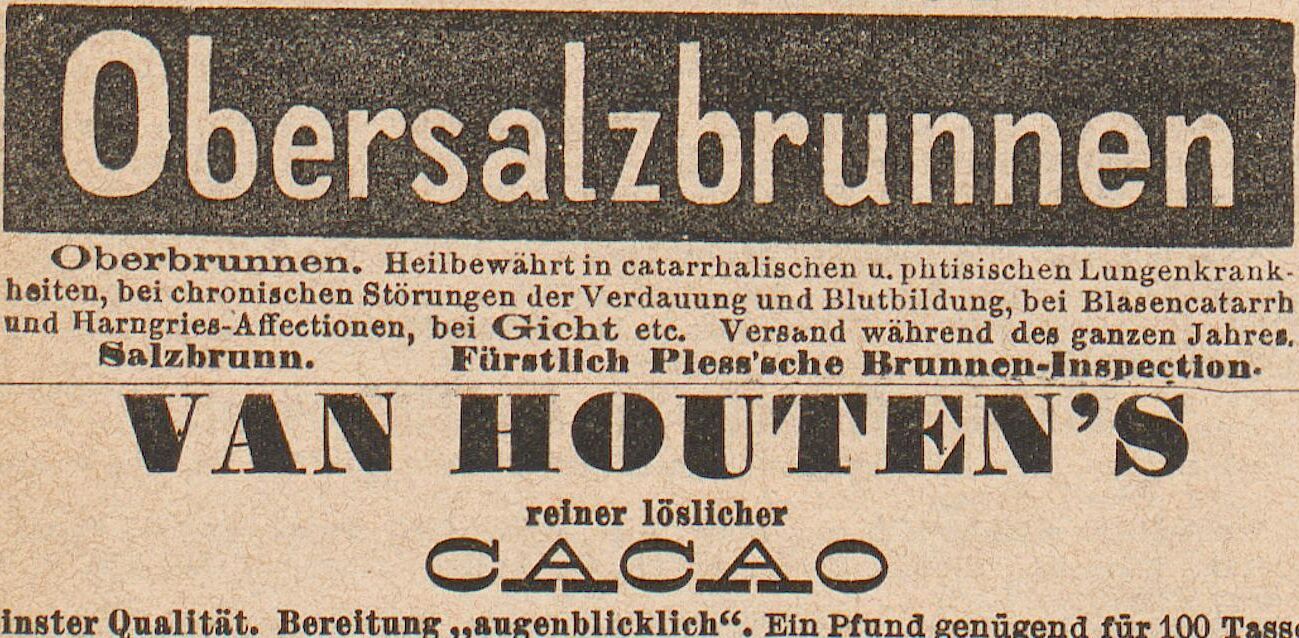 Obersalzbrunnen
Oberbrunnen. Heilbewährt in catarrhalischen u. phtisischen Lungenkrank-
heiten, bei chronischen Störungen der Verdauung und Blutbildung, bei Blasencatarrh
und Harngries-Affectionen, bei Gicht etc. Versand während des ganzen Jahres.
Salzbrunn. Fürstlich Pless'sche Brunnen-Inspection.
VAN HOUTEN'S
reiner löslicher
CACAO
inster Qualität. Bereitung „augenblicklich“. Ein Pfund genügend für 100 Tasse